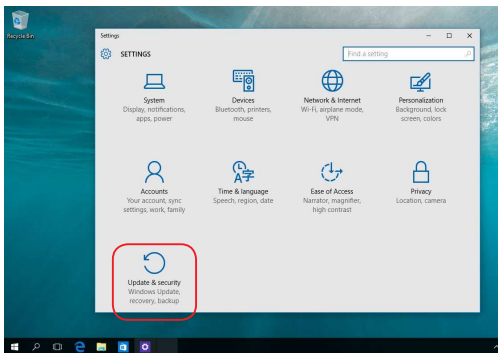 Recycle Bin
Settings
SETTINGS
Find a setting
System
Display, notifications,
apps, power
Devices
Bluetooth, printers,
mouse
Network & Internet
Wi-Fi, airplane mode,
VPN
Personalization
Background, lock
screen, colors
Accounts
Your account, sync
settings, work, family
Time & language
Speech, region, date
Ease of Access
Narrator, magnifier,
high contrast
Privacy
Location, camera
Update & security
Windows Update,
recovery, backup